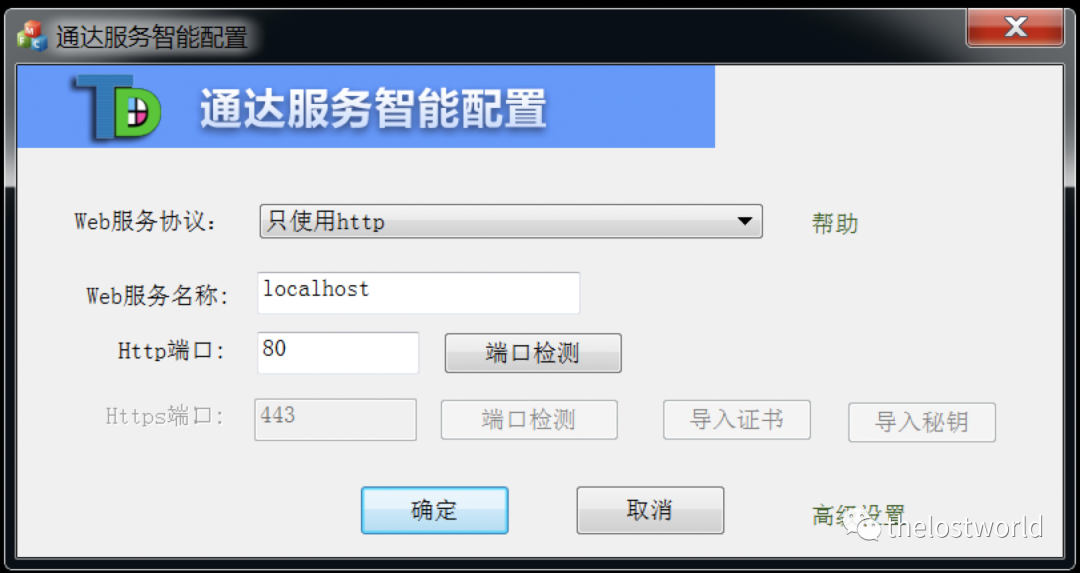 通达服务智能配置
TD 通达服务智能配置
Web服务协议： 只使用http 帮助
Web服务名称: localhost
Http端口: 80 端口检测
Https端口: 443 端口检测 导入证书 导入秘钥
确定 取消 高级设置
thelostworld